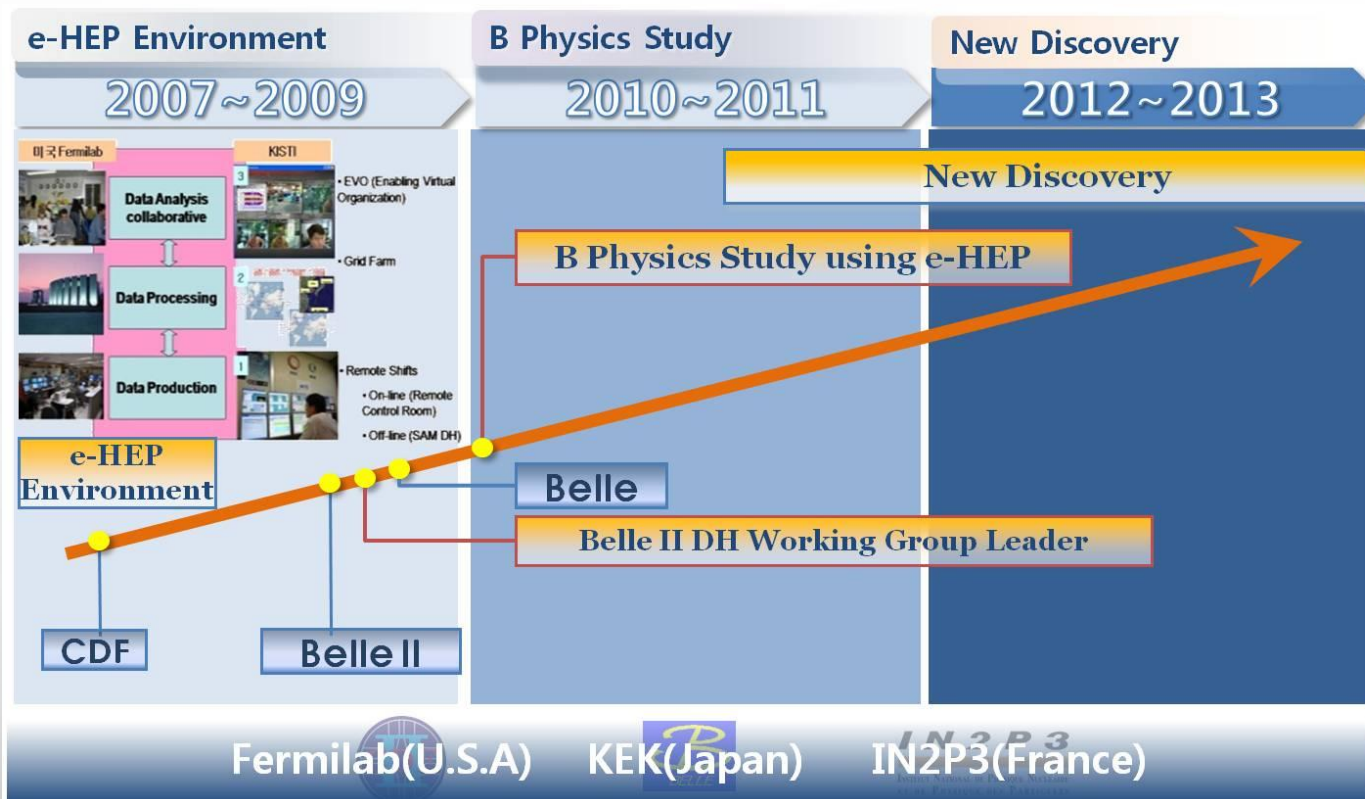 e-HEP Environment
2007~2009
B Physics Study
2010~2011
New Discovery
2012~2013
미국 Fermilab
KISTI
Data Analysis
collaborative
Data Processing
Data Production
3
2
1
• EVO (Enabling Virtual
Organization)
• Grid Farm
• Remote Shifts
• On-line (Remote
Control Room)
• Off-line (SAM DH)
New Discovery
B Physics Study using e-HEP
e-HEP
Environment
Belle
Belle II DH Working Group Leader
CDF
Belle II
Fermilab(U.S.A)
KEK(Japan)
IN2P3(France)
B
BELLE
IN2P3